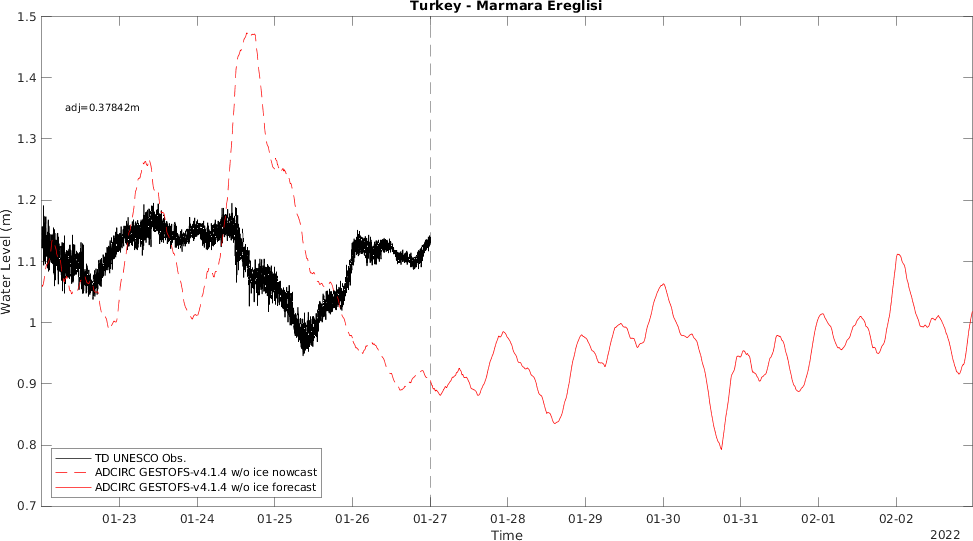 Turkey - Marmara Ereglisi
1.5
1.4
1.3
1.2
1.1
1
0.9
0.8
0.7
Water Level (m)
adj=0.37842m
TD UNESCO Obs.
ADCIRC GESTOFS-v4.1.4 w/o ice nowcast
ADCIRC GESTOFS-v4.1.4 w/o ice forecast
01-23 01-24 01-25 01-26 01-27 01-28 01-29 01-30 01-31 02-01 02-02
Time
2022